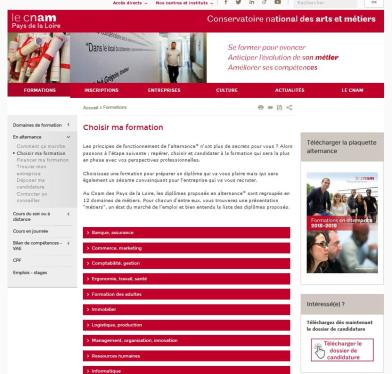 Accès directs
Nos centres et instituts
Rechercher
OK
le cnam
Pays de la Loire
Conservatoire national des arts et métiers
"Dans le local
Grégoire
Se former pour avancer
Anticiper l'évolution de son métier
Améliorer ses compétences
FORMATIONS
INSCRIPTIONS
ENTREPRISES
CULTURE
ACTUALITÉS
LE CNAM
Accueil > Formations
Domaines de formation
En alternance
Comment ça marche
Choisir ma formation
Financer ma formation
Trouver mon
entreprise
Déposer ma
candidature
Contacter un
conseiller
Cours du soir ou à
distance
Cours en journée
Bilan de compétences -
VAE
CPF
Emplois - stages
Choisir ma formation
Les principes de fonctionnement de l'alternance" n'ont plus de secrets pour vous ? Alors
passons à l'étape suivante : repérer, choisir et candidater à la formation qui sera la plus
en phase avec vos perspectives professionnelles.
Choisissez une formation pour préparer un diplôme qui va vous plaire mais qui sera
également un sésame convainquant pour l'entreprise qui va vous recruter.
Au Cnam des Pays de la Loire, les diplômes proposés en alternance" sont regroupés en
12 domaines de métiers. Pour chacun d'entre eux, vous trouverez une présentation
"métiers", un état du marché de l'emploi et bien entendu la liste des diplômes proposés.
> Banque, assurance
> Commerce, marketing
> Comptabilité, gestion
> Ergonomie, travail, santé
> Formation des adultes
> Immobilier
> Logistique, production
> Management, organisation, innovation
> Ressources humaines
> Informatique
Télécharger la plaquette
alternance
Formations en alternance
2018-2019
Intéressé(e) ?
Téléchargez dès maintenant
le dossier de candidature
Télécharger le
dossier de
candidature